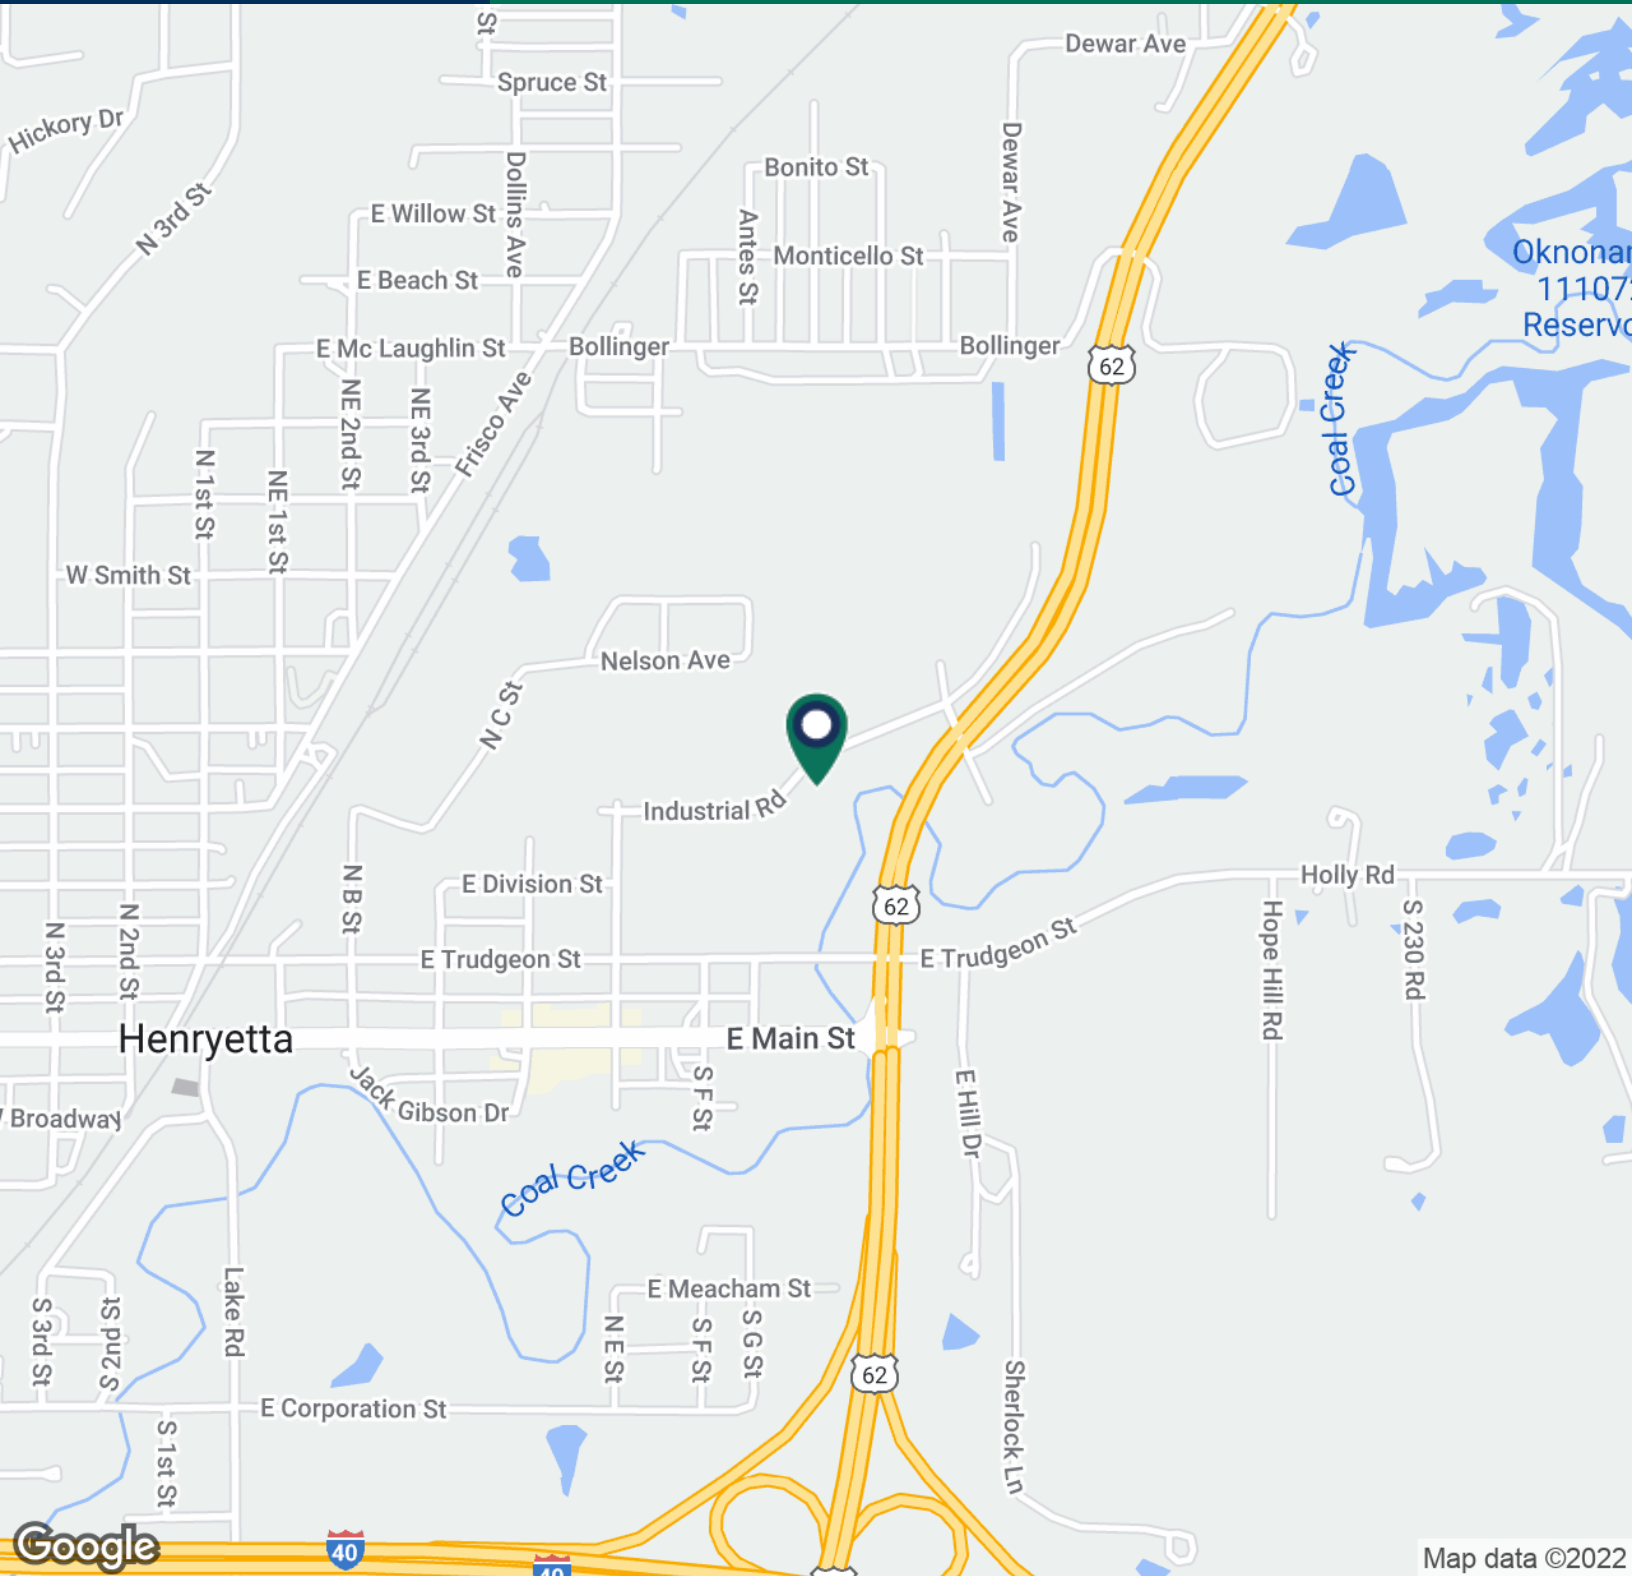 St
Dewar Ave
Spruce St
Hickory Dr
Dewar Ave
Dollins Ave
Bonito St
N 3rd St
E Willow St
Antes St
Monticello St
Oknonan
E Beach St
11107
Reservo
E Mc Laughlin St
Bollinger
Bollinger
62
Coal Creek
NE 2nd St
NE 3rd St
Frisco Ave
N 1st St
NE 1st St
W Smith St
Nelson Ave
N C St
Industrial Rd
N B St
E Division St
Holly Rd
62
N 3rd St
N 2nd St
E Trudgeon St
E Trudgeon St
Hope Hill Rd
S 230 Rd
Henryetta
E Main St
Jack Gibson Dr
S F St
E Hill Dr
Broadway
Coal Creek
Lake Rd
S 3rd St
S 2nd St
E Meacham St
N E St
S F St
S G St
62
Sherlock Ln
E Corporation St
S 1st St
Google
40
40
Map data ©2022